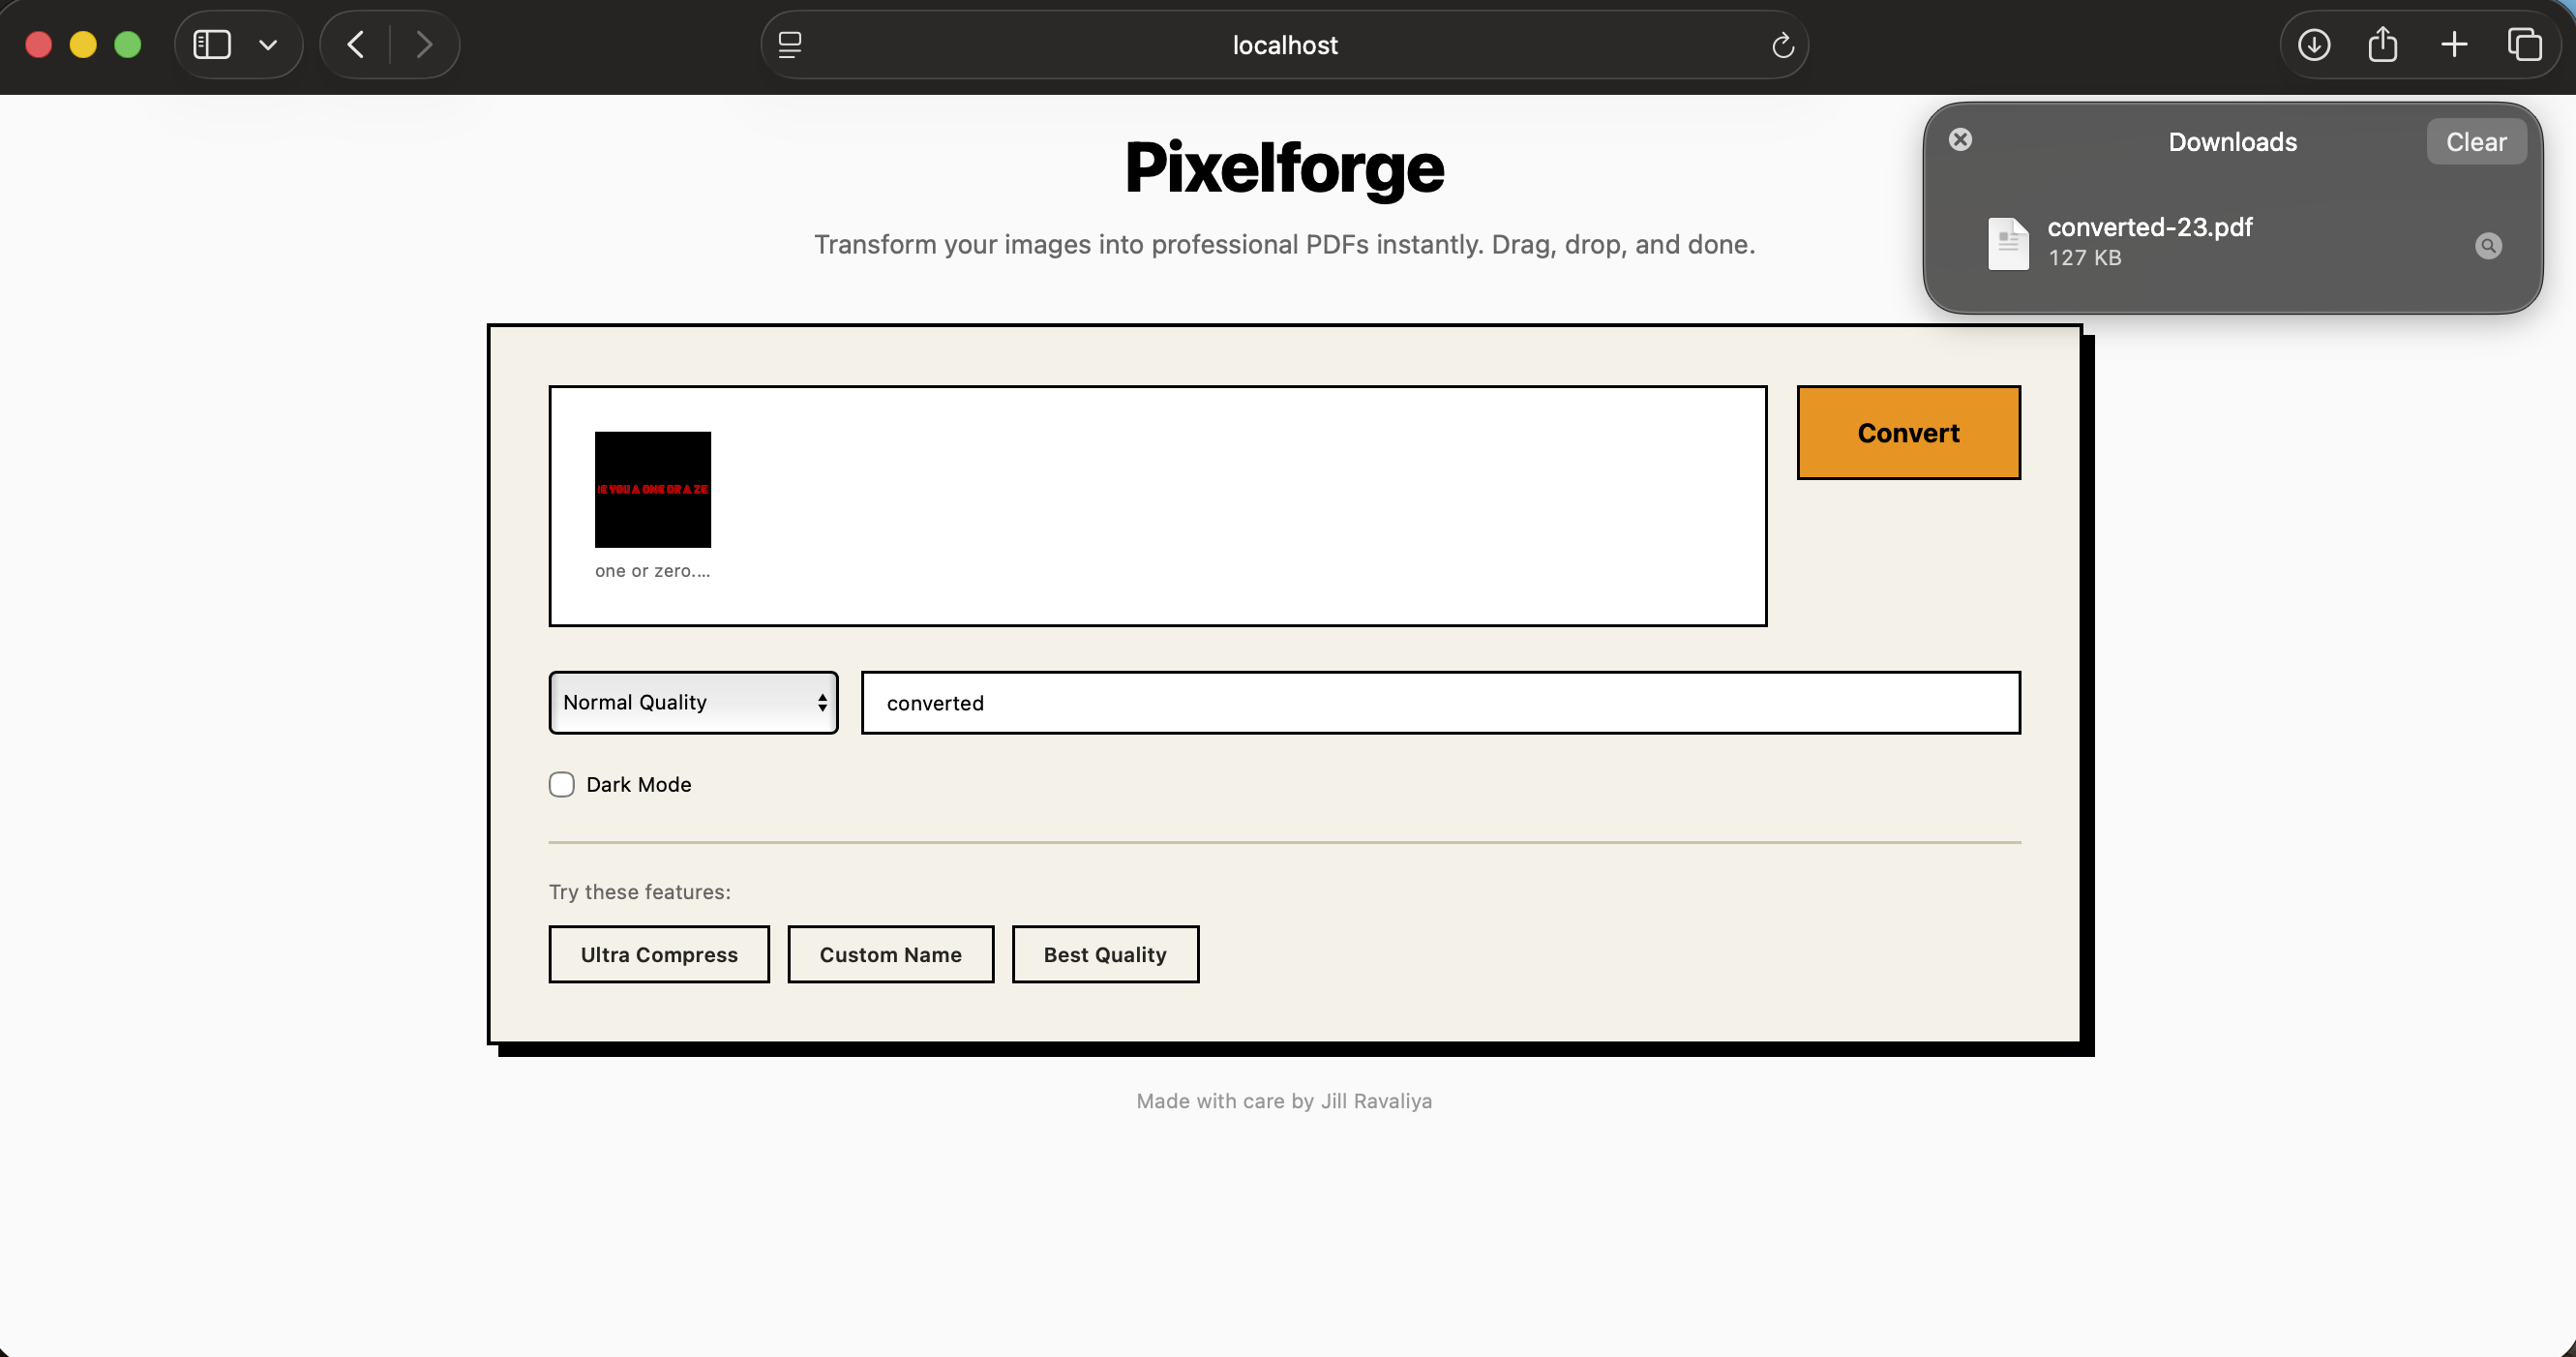 localhost
Pixelforge
Transform your images into professional PDFs instantly. Drag, drop, and done.
Downloads
Clear
converted-23.pdf
127 KB
E YOU A ONE OR A ZE
one or zero....
Convert
Normal Quality
converted
Dark Mode
Try these features:
Ultra Compress
Custom Name
Best Quality
Made with care by Jill Ravaliya